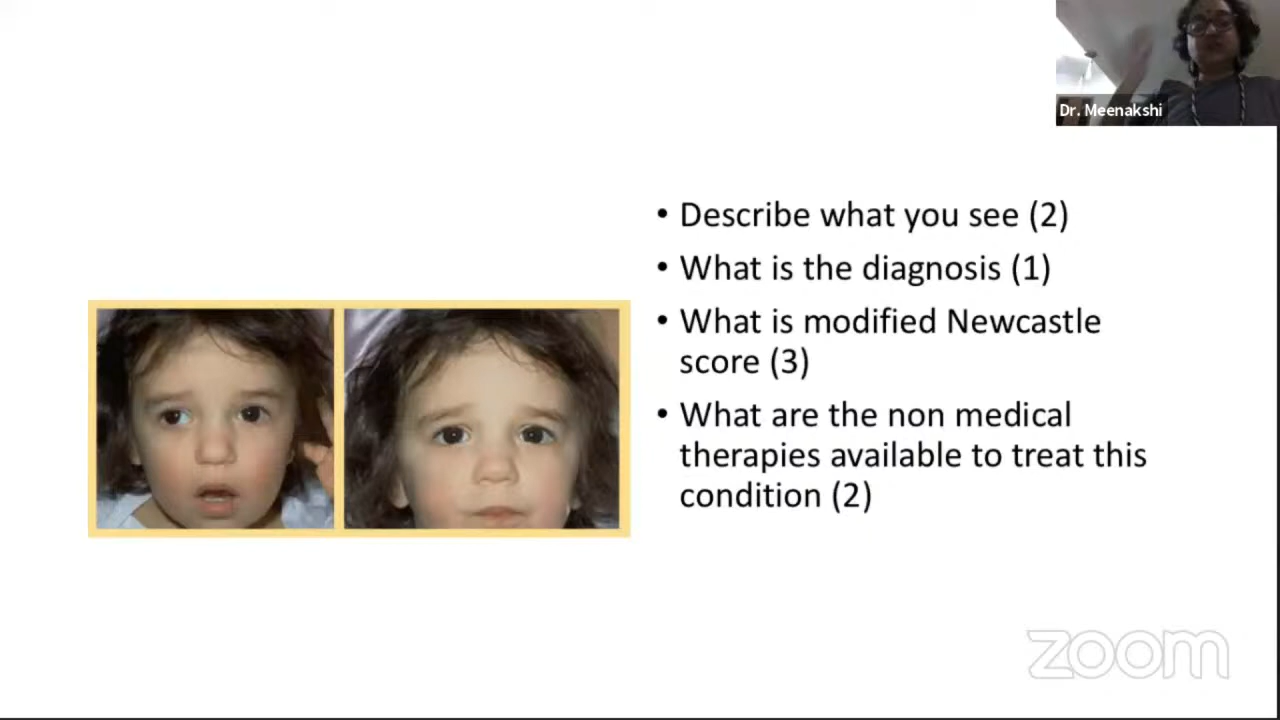 Dr. Meenakshi
• Describe what you see (2)
• What is the diagnosis (1)
• What is modified Newcastle
score (3)
• What are the non medical
therapies available to treat this
condition (2)
zoom